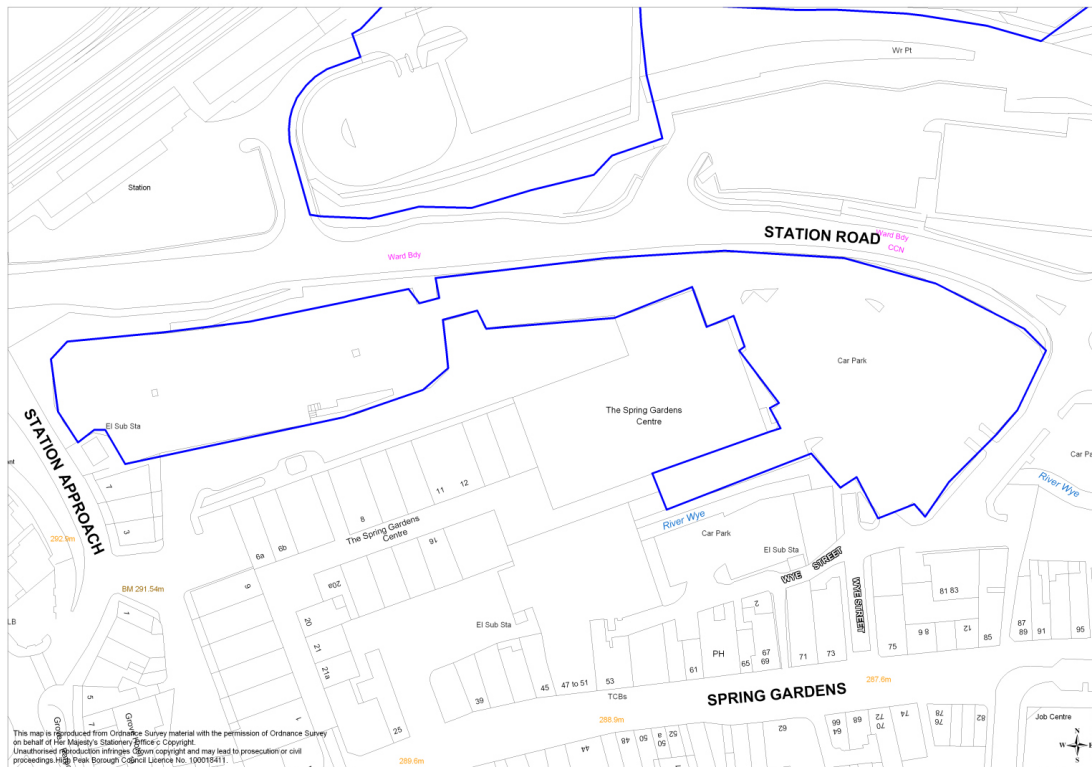 Wr Pt
Station
STATION ROAD
Ward Bdy
CCN
Ward Bdy
Car Park
The Spring Gardens
Centre
El Sub Sta
STATION APPROACH
7
3
292.9m
BM 291.54m
LB
1
5
7
8
11
12
6a
6b
The Spring Gardens
Centre
16
20a
9
20
21
21a
1
25
El Sub Sta
River Wye
Car Park
El Sub Sta
WYE STREET
WYE STREET
River Wye
2
PH
61
65
67
69
71
73
75
81 83
12
85
87
89
91
95
39
45
47 to 51
53
TCBs
SPRING GARDENS
287.6m
288.9m
289.6m
44
48
50
a
50
52
62
66
64
68
72
70
74
78
76
82
Job Centre
N
W
S
This map is reproduced from Ordnance Survey material with the permission of Ordnance Survey
on behalf of Her Majesty's Stationery Office c Copyright.
Unauthorised reproduction infringes Crown copyright and may lead to prosecution or civil
proceedings.High Peak Borough Council Licence No. 100018411.